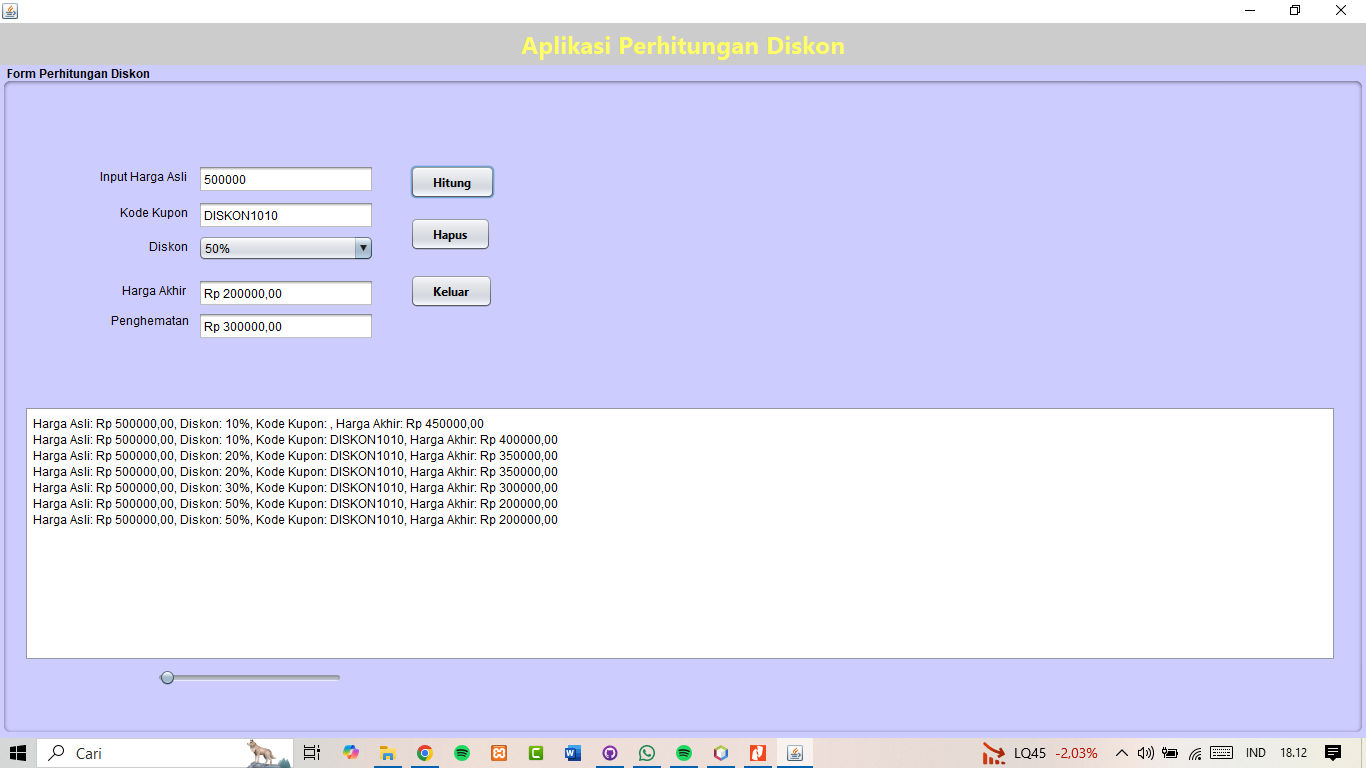 Aplikasi Perhitungan Diskon
Form Perhitungan Diskon
Input Harga Asli 500000 Hitung
Kode Kupon DISKON1010
Hapus
Diskon 50%
Harga Akhir Rp 200000,00 Keluar
Penghematan Rp 300000,00
Harga Asli: Rp 500000,00, Diskon: 10%, Kode Kupon: , Harga Akhir: Rp 450000,00
Harga Asli: Rp 500000,00, Diskon: 10%, Kode Kupon: DISKON1010, Harga Akhir: Rp 400000,00
Harga Asli: Rp 500000,00, Diskon: 20%, Kode Kupon: DISKON1010, Harga Akhir: Rp 350000,00
Harga Asli: Rp 500000,00, Diskon: 20%, Kode Kupon: DISKON1010, Harga Akhir: Rp 350000,00
Harga Asli: Rp 500000,00, Diskon: 30%, Kode Kupon: DISKON1010, Harga Akhir: Rp 300000,00
Harga Asli: Rp 500000,00, Diskon: 50%, Kode Kupon: DISKON1010, Harga Akhir: Rp 200000,00
Harga Asli: Rp 500000,00, Diskon: 50%, Kode Kupon: DISKON1010, Harga Akhir: Rp 200000,00
Cari LQ45 -2,03% IND 18.12